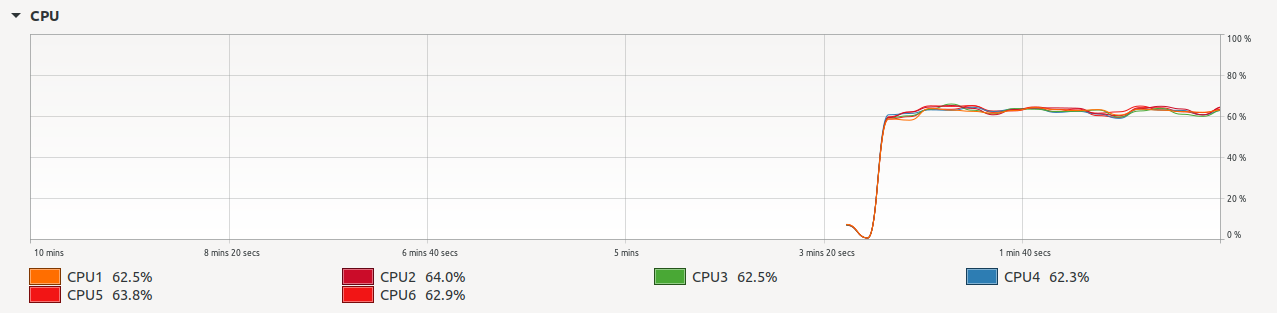 CPU
100 %
80 %
60 %
40 %
20 %
0 %
10 mins 8 mins 20 secs 6 mins 40 secs 5 mins 3 mins 20 secs 1 min 40 secs
CPU1 62.5% CPU2 64.0% CPU3 62.5% CPU4 62.3%
CPU5 63.8% CPU6 62.9%